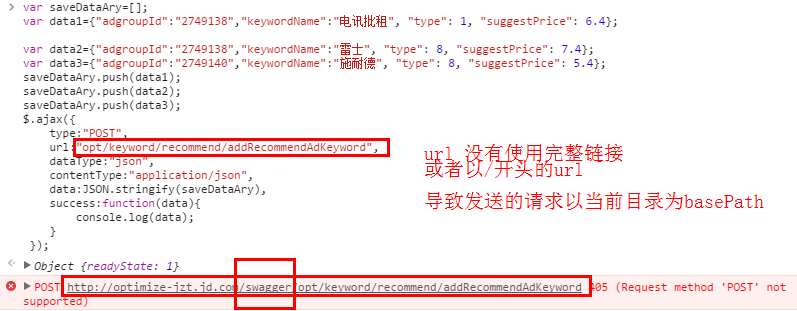 var saveDataAry=[];
var data1={"adgroupId":"2749138","keywordName":"电讯批租", "type": 1, "suggestPrice": 6.4};
var data2={"adgroupId":"2749138","keywordName":"雷士", "type": 8, "suggestPrice": 7.4};
var data3={"adgroupId":"2749140","keywordName":"施耐德", "type": 8, "suggestPrice": 5.4};
saveDataAry.push(data1);
saveDataAry.push(data2);
saveDataAry.push(data3);
$.ajax({
type:"POST",
url:"opt/keyword/recommend/addRecommendAdKeyword",
dataType:"json",
contentType:"application/json",
data:JSON.stringify(saveDataAry),
success:function(data){
console.log(data);
}
});
url 没有使用完整链接
或者以/开头的url
导致发送的请求以当前目录为basePath
Object {readyState: 1}
POST http://optimize-jzt.jd.com/swagger/opt/keyword/recommend/addRecommendAdKeyword 405 (Request method 'POST' not
supported)